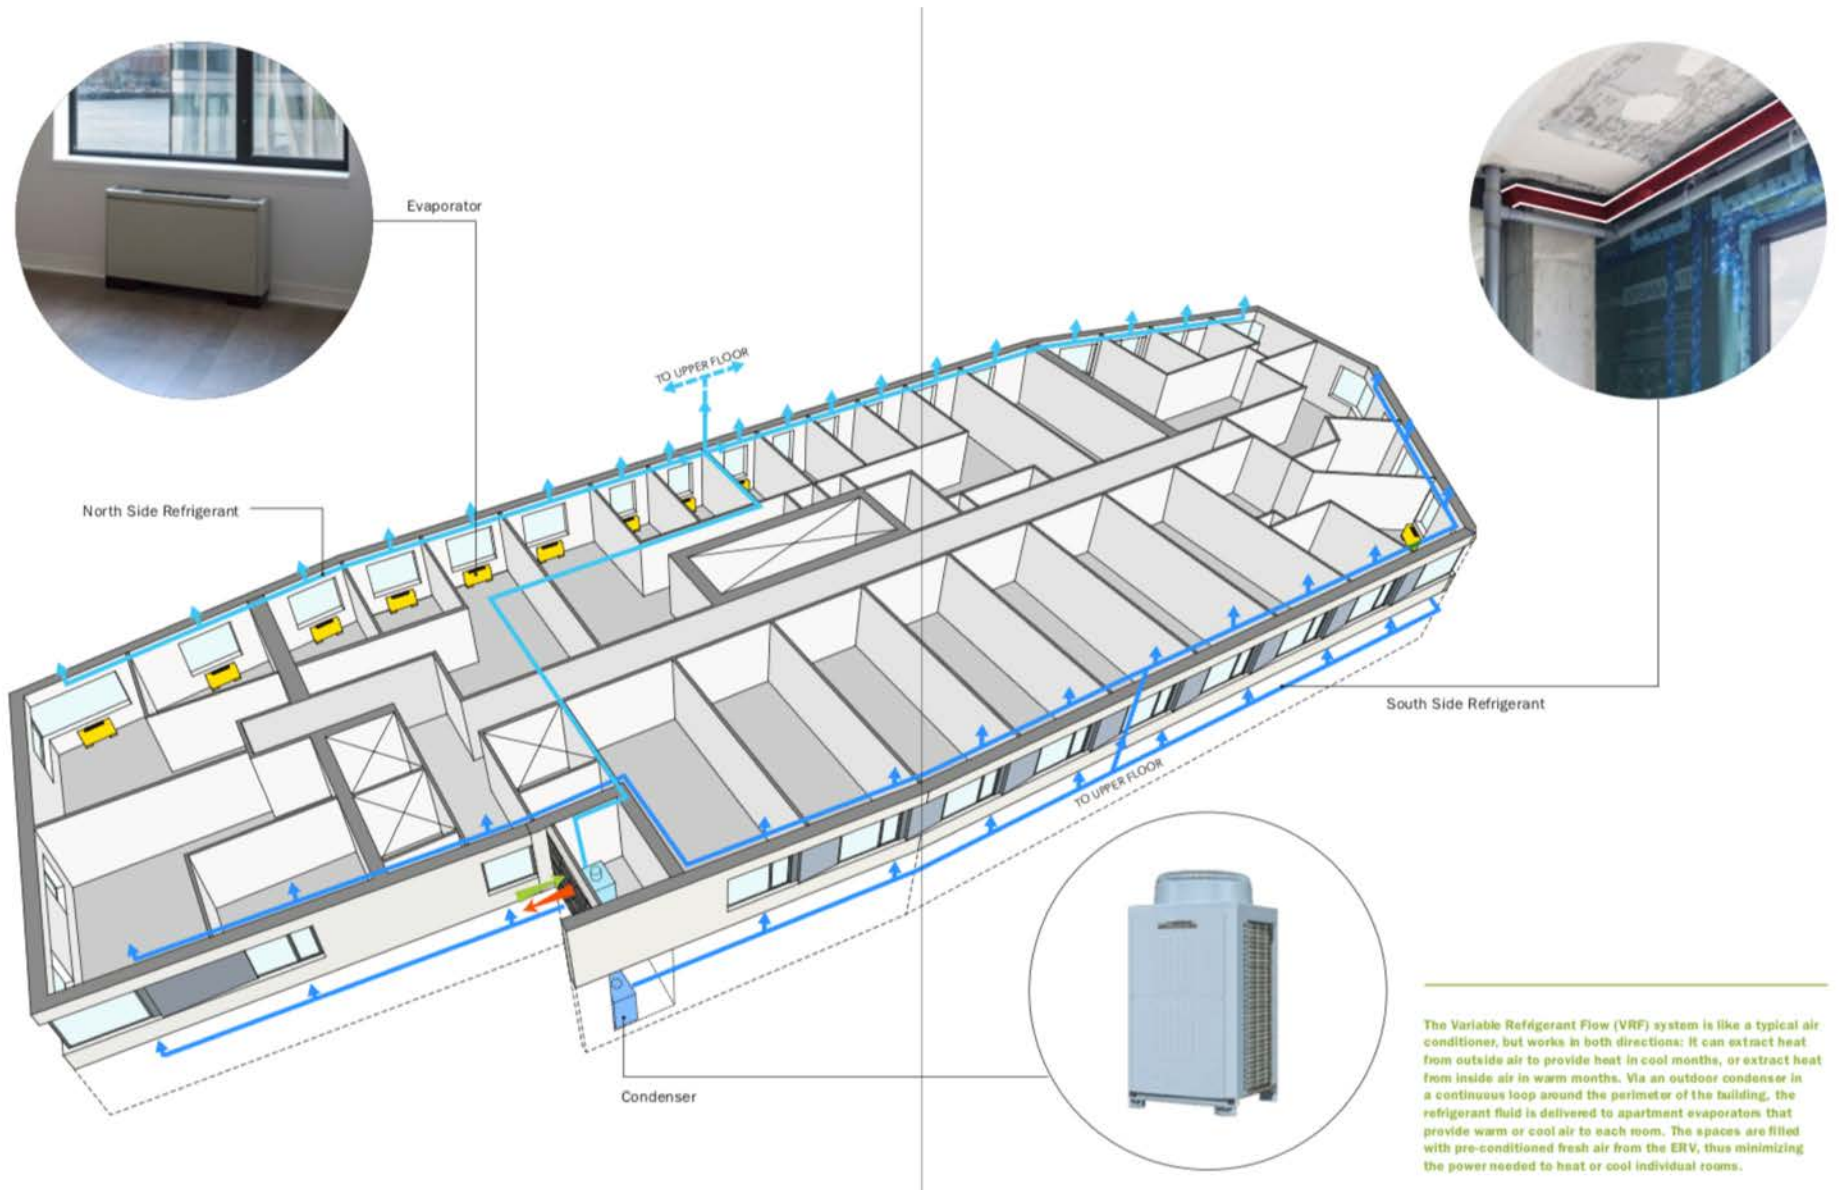 Evaporator
TO UPPER FLOOR
North Side Refrigerant
South Side Refrigerant
TO UPPER FLOOR
Condenser
The Variable Refrigerant Flow (VRF) system is like a typical air
conditioner, but works in both directions: it can extract heat
from outside air to provide heat in cool months, or extract heat
from inside air in warm months. Via an outdoor condenser in
a continuous loop around the perimeter of the building, the
refrigerant fluid is delivered to apartment evaporators that
provide warm or cool air to each room. The spaces are filled
with pre-conditioned fresh air from the ERV, thus minimizing
the power needed to heat or cool individual rooms.